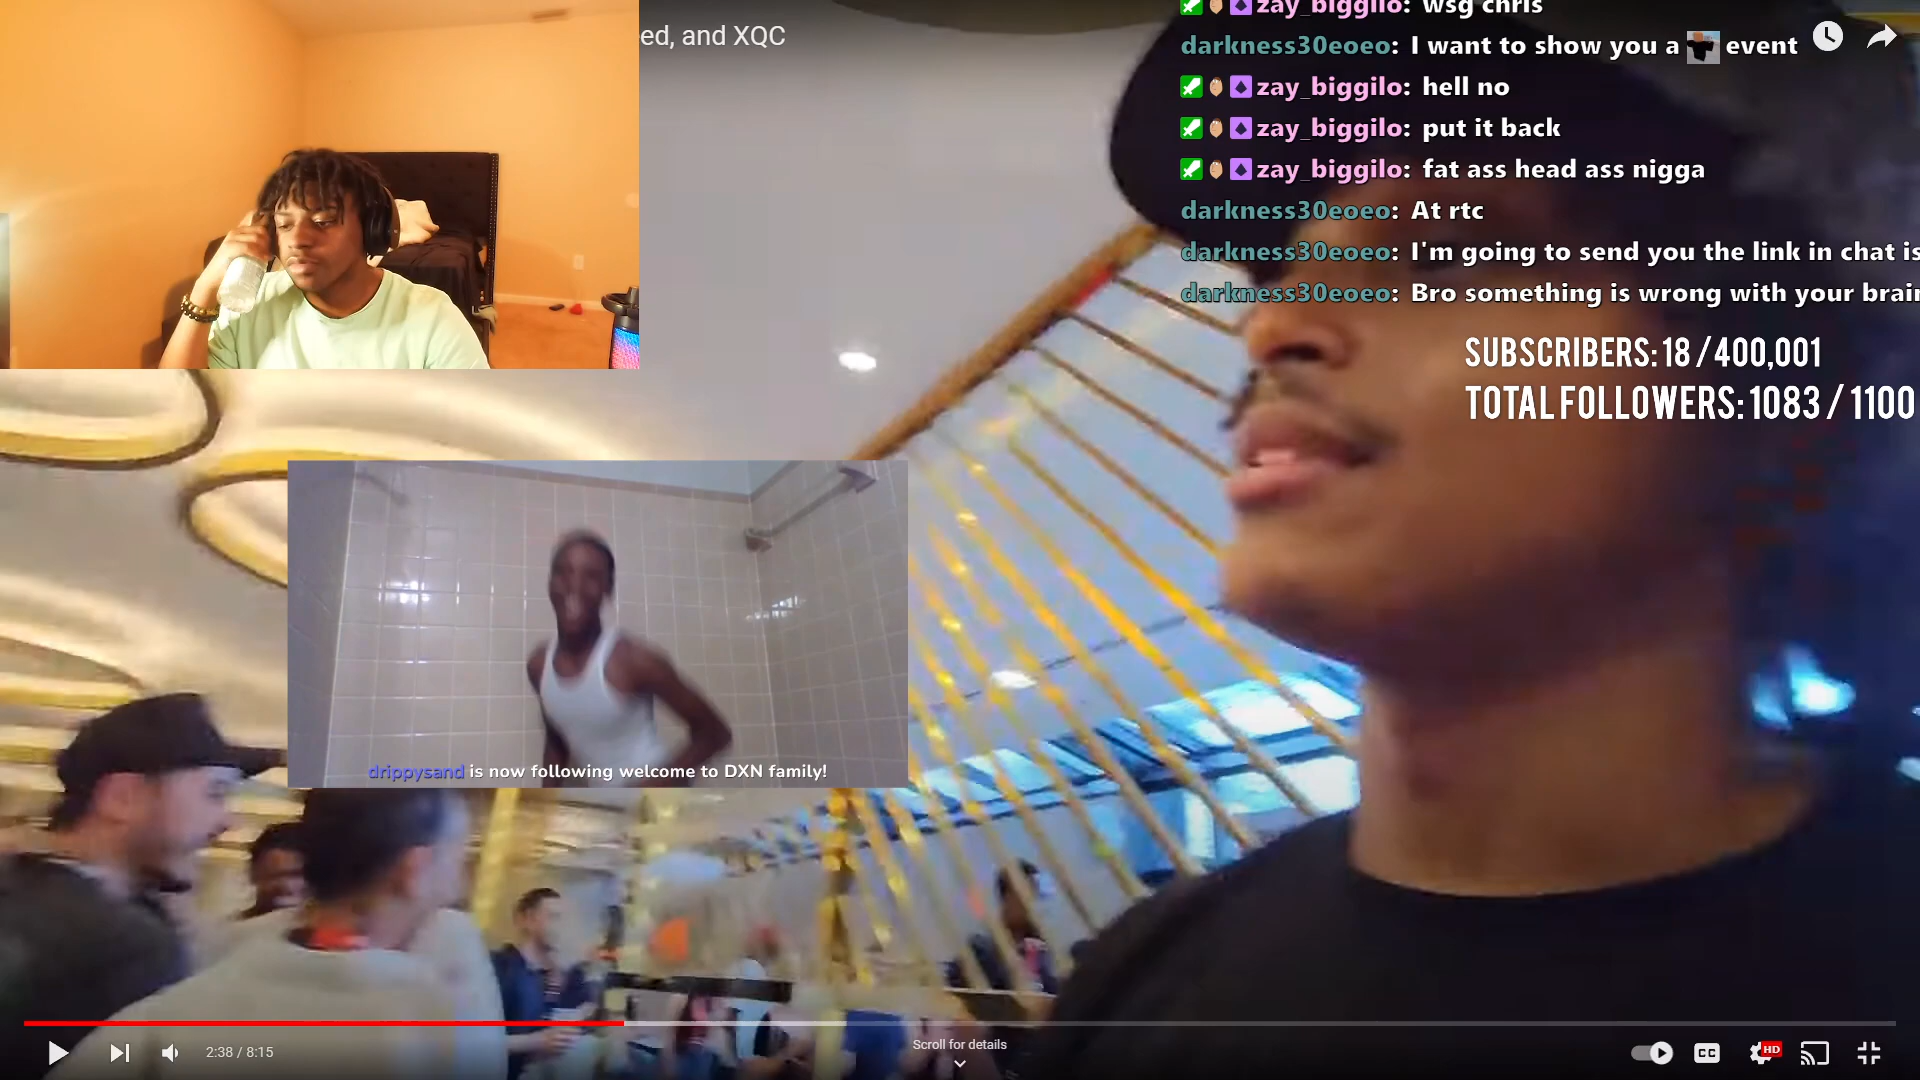 ed, and XQC
zay_biggilo: wsg chris
darkness30eoeo: I want to show you a event
zay_biggilo: hell no
zay_biggilo: put it back
zay_biggilo: fat ass head ass nigga
darkness30eoeo: At rtc
darkness30eoeo: I'm going to send you the link in chat is
darkness30eoeo: Bro something is wrong with your brain
SUBSCRIBERS: 18 / 400,001
TOTAL FOLLOWERS: 1083 / 1100
drippysand is now following welcome to DXN family!
2:38 / 8:15
Scroll for details
CC
HD